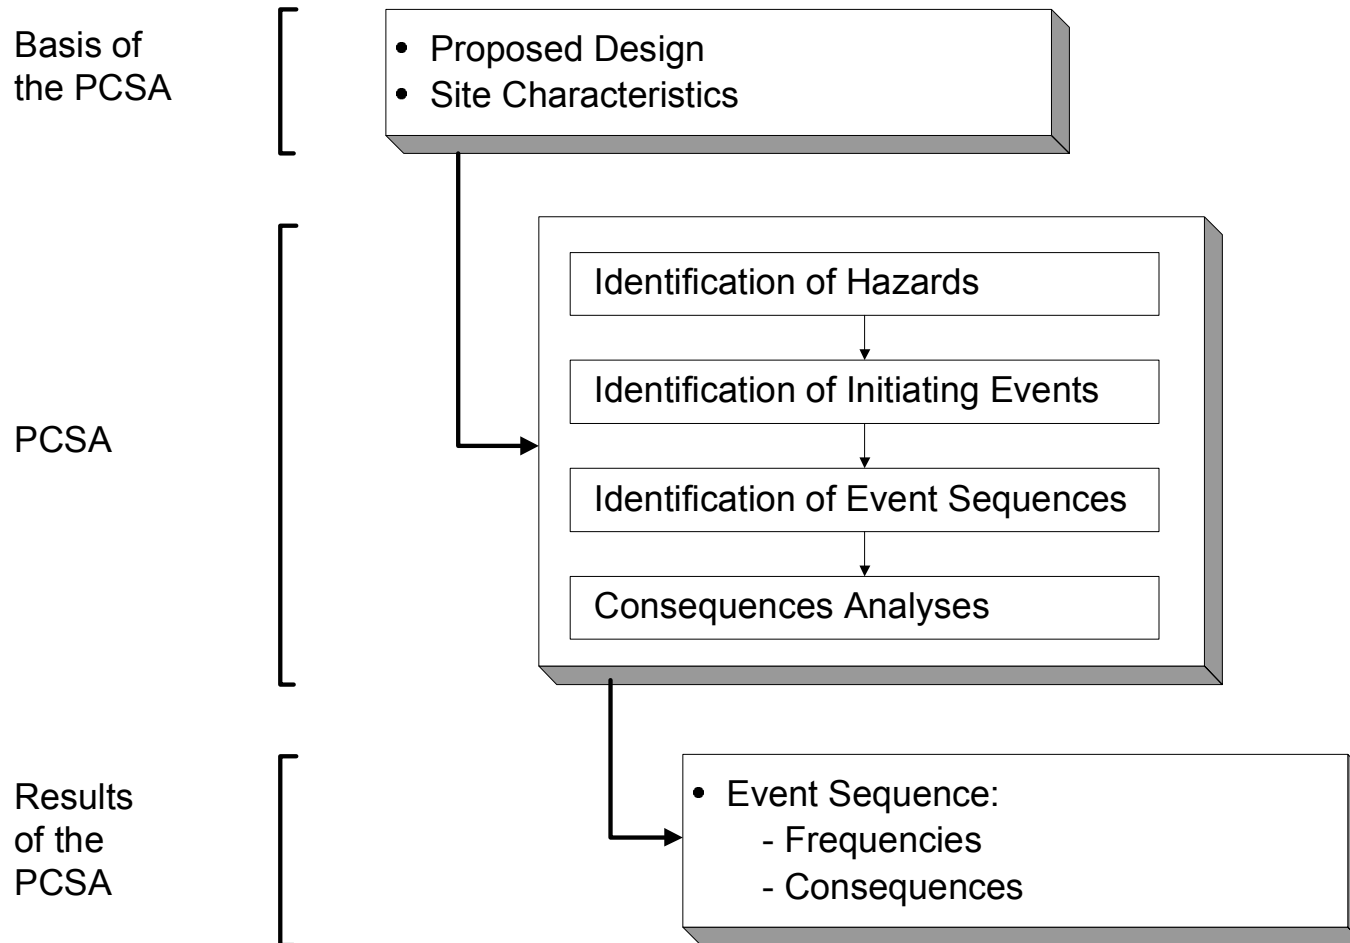 Basis of
the PCSA
• Proposed Design
• Site Characteristics
PCSA
Identification of Hazards
Identification of Initiating Events
Identification of Event Sequences
Consequences Analyses
Results
of the
PCSA
• Event Sequence:
- Frequencies
- Consequences